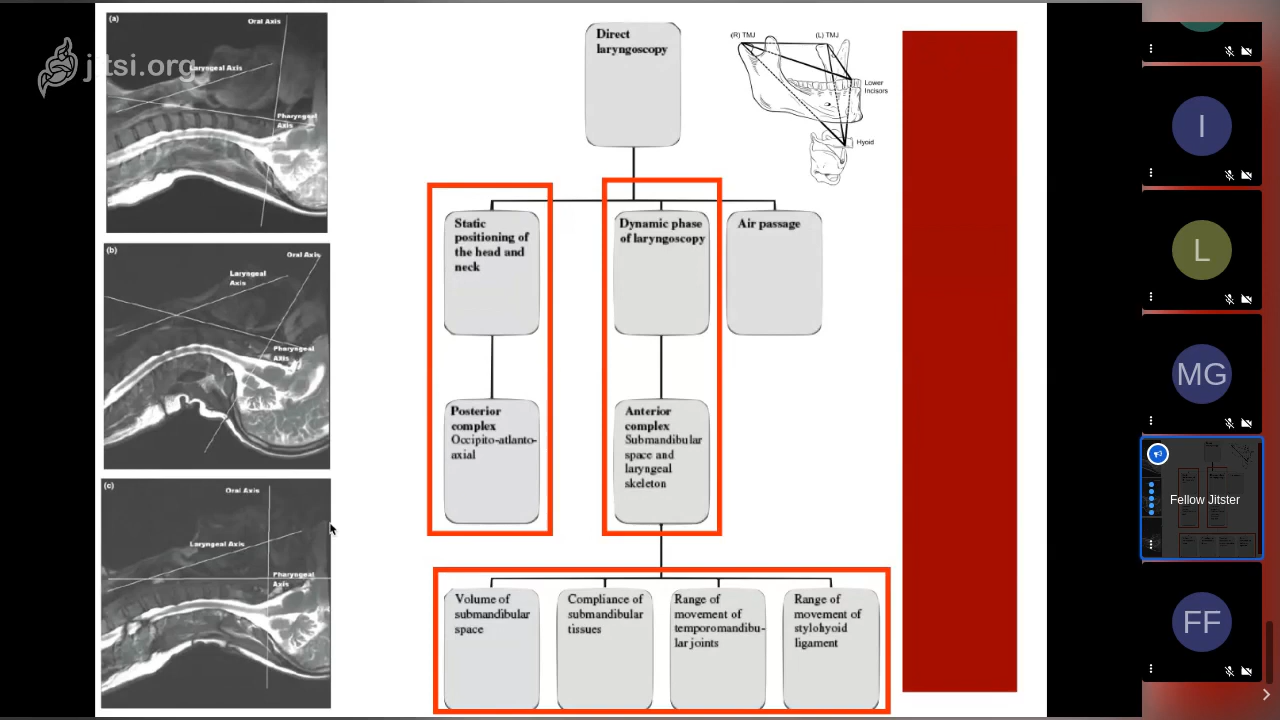 (a)
Oral Axis
Laryngeal Axis
Pharyngeal
Axis
jitsi.org
(b)
Oral Axis
Laryngeal
Axis
Pharyngeal
Axis
(c)
Oral Axis
Laryngeal Axis
Pharyngeal
Axis
Direct
laryngoscopy
(R) TMJ
(L) TMJ
Lower
Incisors
Hyoid
Static
positioning of
the head and
neck
Dynamic phase
of laryngoscopy
Air passage
Posterior
complex
Occipito-atlanto-
axial
Anterior
complex
Submandibular
space and
laryngeal
skeleton
Volume of
submandibular
space
Compliance of
submandibular
tissues
Range of
movement of
temporomandibu-
lar joints
Range of
movement of
stylohyoid
ligament
I
L
MG
Fellow Jitster
FF